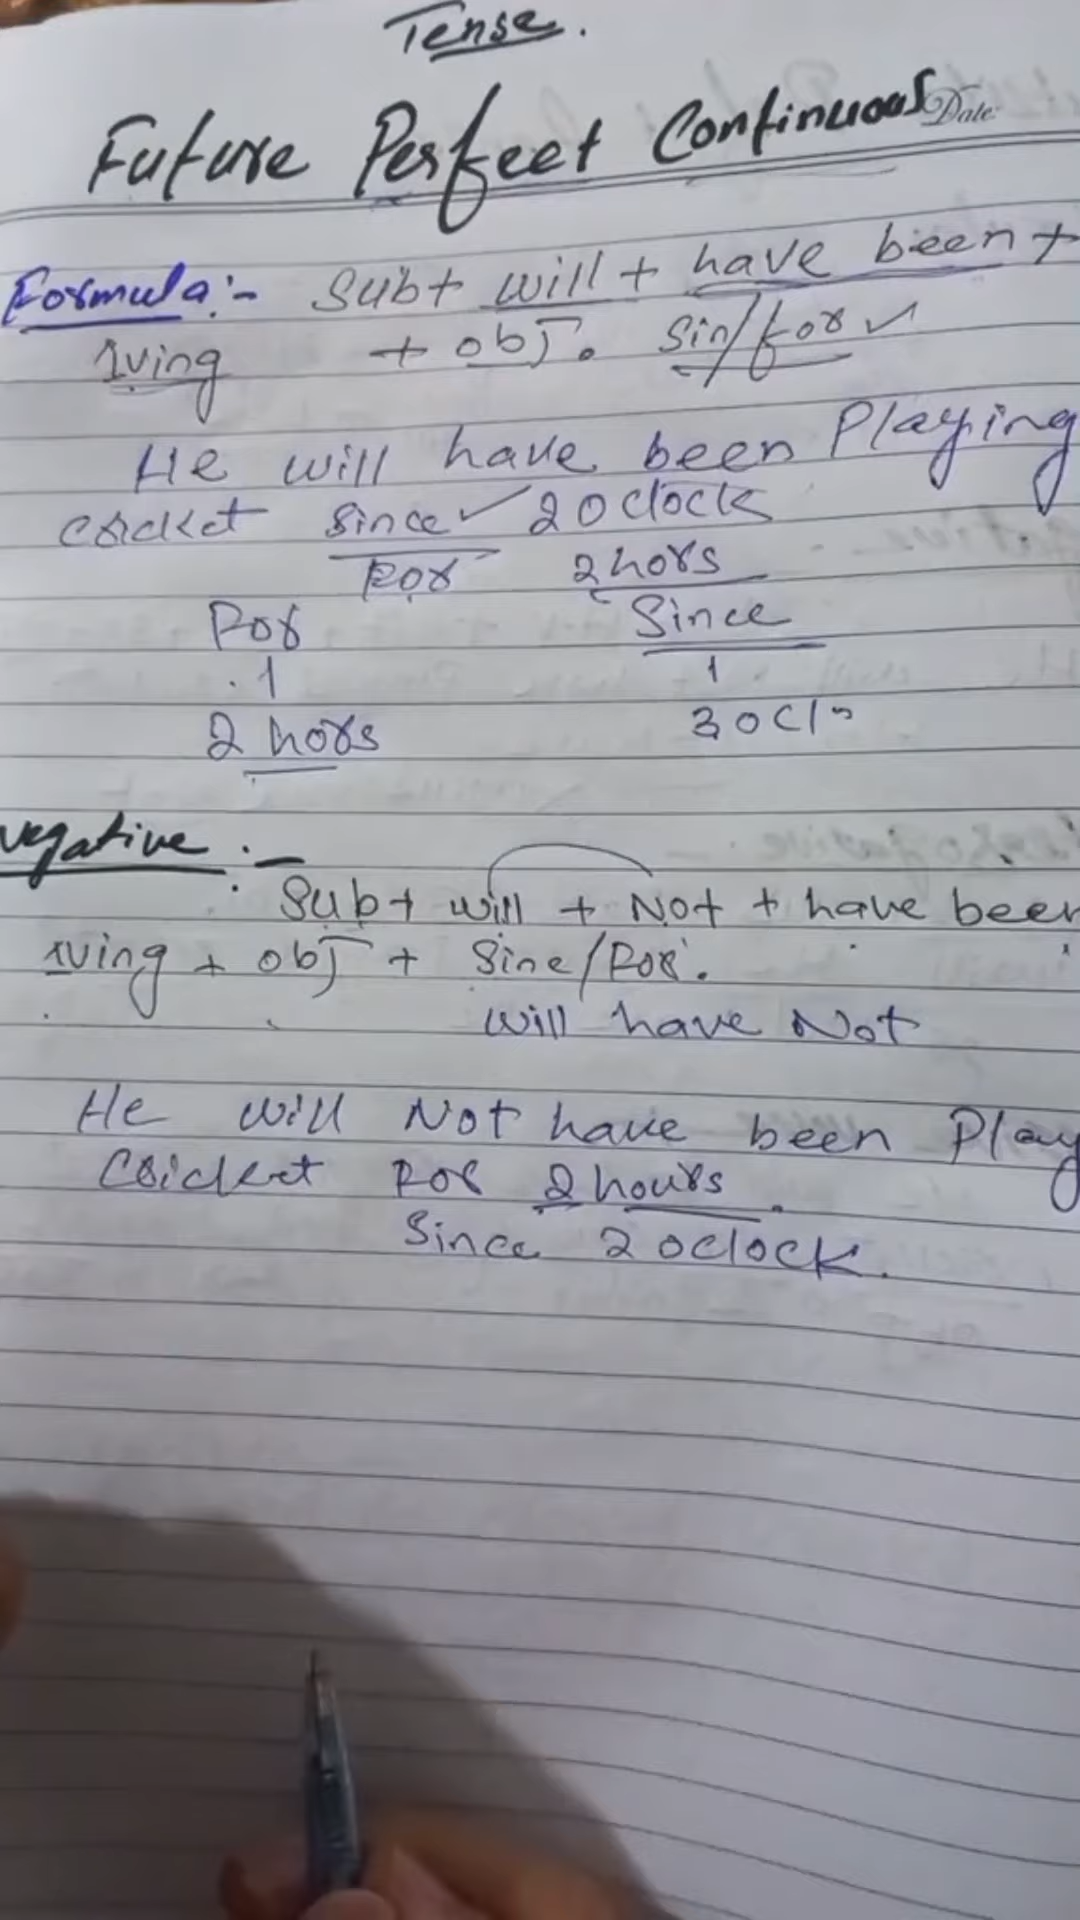 Tense.
Future Perfect Continuous Date:
Formula:- Sub+ will + have been +
1ving + obj. Sin/for ✓
He will have been Playing
cricket since ✓ 2 O clock
For 2 hors
For Since
1 1
2 hors 3 o cl
Negative :-
Sub+ will + Not + have been
1ving + obj + Sine/For.
will have Not
He will Not have been Play
Cricket For 2 hours.
Since 2 oclock.